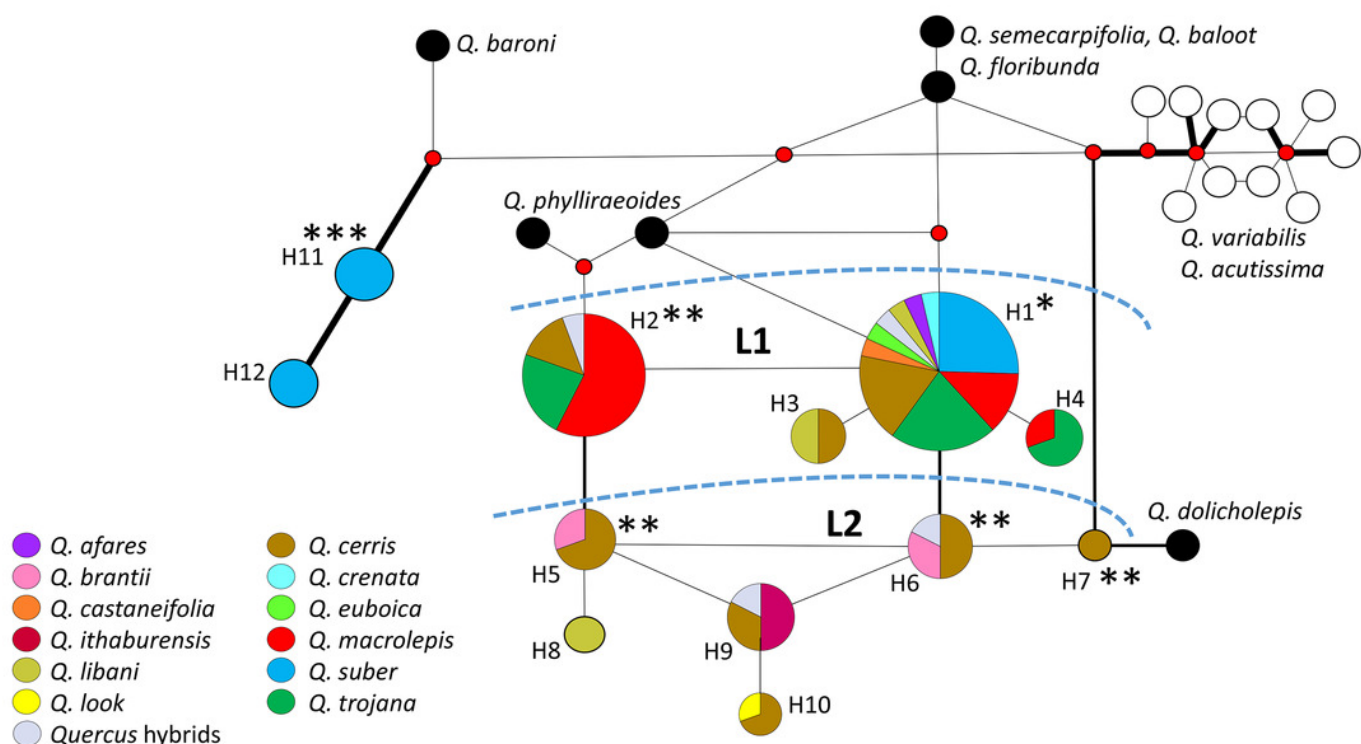 Q. baroni
Q. semecarpifolia, Q. baloot
Q. floribunda
Q. phylliraeoides
Q. variabilis
Q. acutissima
***
H11
H12
H2**
L1
H1*
H3
H4
L2
Q. dolicholepis
H5
**
H6
**
H7**
H8
H9
H10
Q. afares
Q. brantii
Q. castaneifolia
Q. ithaburensis
Q. libani
Q. look
Quercus hybrids
Q. cerris
Q. crenata
Q. euboica
Q. macrolepis
Q. suber
Q. trojana